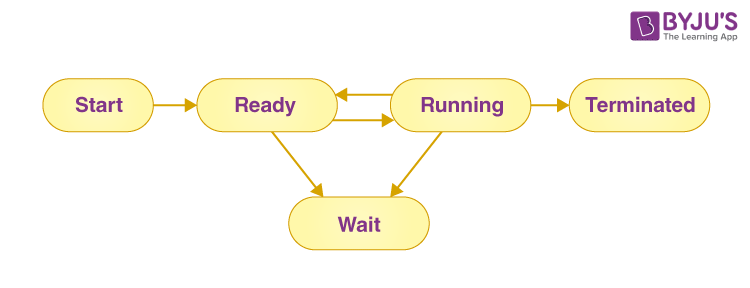 BYJU'S
The Learning App
Start
Ready
Running
Terminated
Wait